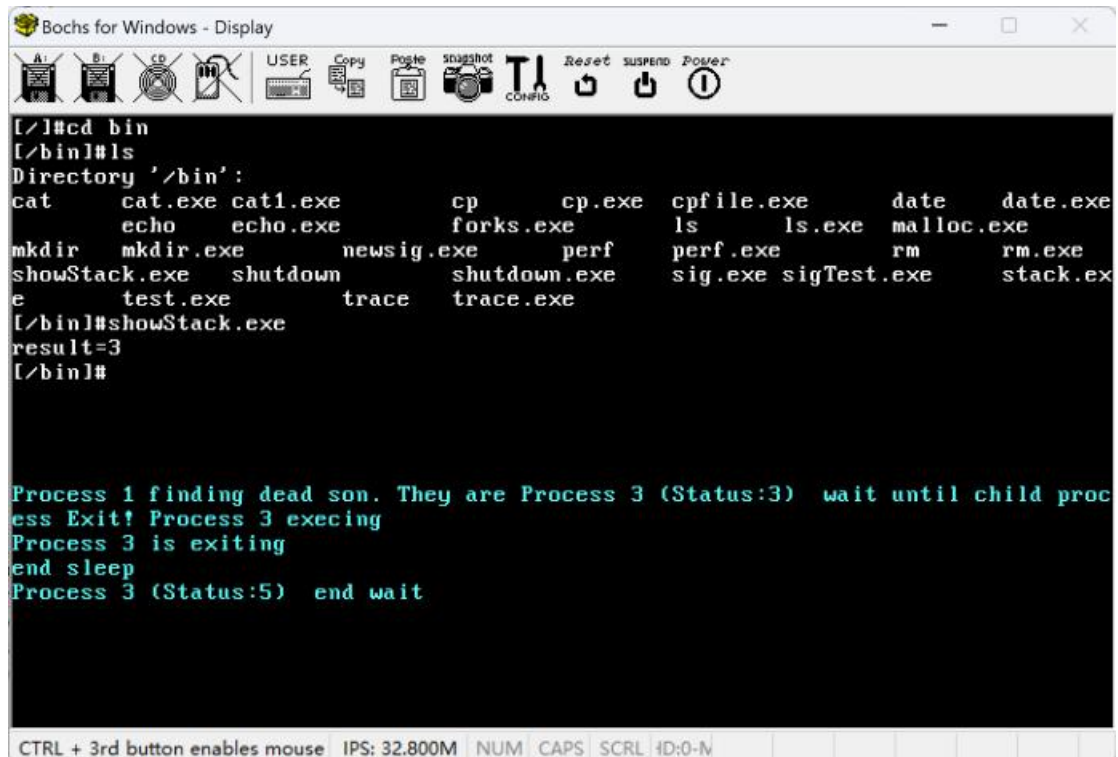 Bochs for Windows - Display
A: B: CD USER Copy Paste snapshot CONFIG Reset SUSPEND Power
[/]#cd bin
[/bin]#ls
Directory '/bin':
cat cat.exe cat1.exe cp cp.exe cpfile.exe date date.exe
echo echo.exe forks.exe ls ls.exe malloc.exe
mkdir mkdir.exe newsig.exe perf perf.exe rm rm.exe
showStack.exe shutdown shutdown.exe sig.exe sigTest.exe stack.ex
e test.exe trace trace.exe
[/bin]#showStack.exe
result=3
[/bin]#
Process 1 finding dead son. They are Process 3 (Status:3) wait until child proc
ess Exit! Process 3 execing
Process 3 is exiting
end sleep
Process 3 (Status:5) end wait
CTRL + 3rd button enables mouse IPS: 32.800M NUM CAPS SCRL